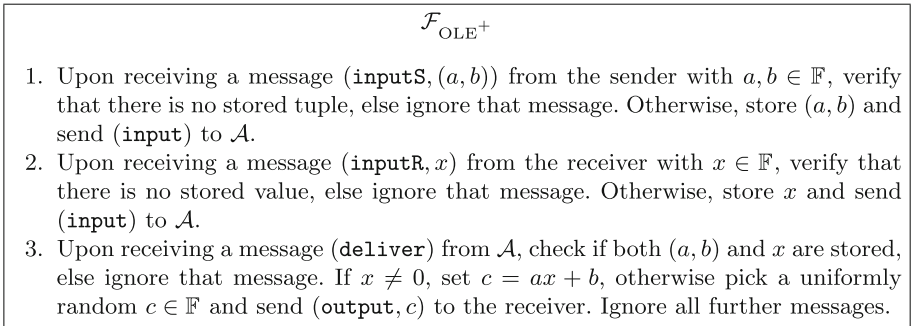 𝓕_OLE⁺
1. Upon receiving a message (inputS, (a, b)) from the sender with a, b ∈ 𝔽, verify
that there is no stored tuple, else ignore that message. Otherwise, store (a, b) and
send (input) to 𝒜.
2. Upon receiving a message (inputR, x) from the receiver with x ∈ 𝔽, verify that
there is no stored value, else ignore that message. Otherwise, store x and send
(input) to 𝒜.
3. Upon receiving a message (deliver) from 𝒜, check if both (a, b) and x are stored,
else ignore that message. If x ≠ 0, set c = ax + b, otherwise pick a uniformly
random c ∈ 𝔽 and send (output, c) to the receiver. Ignore all further messages.